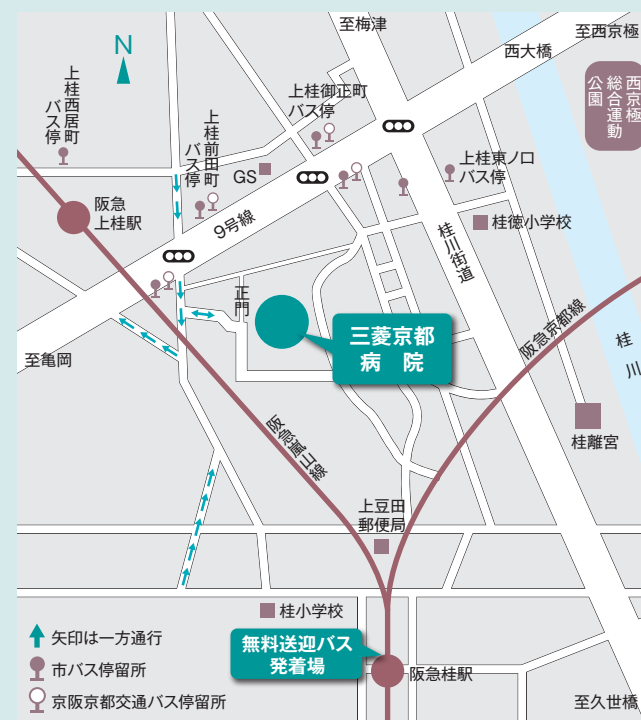 至梅津
至西京極
西大橋
N
西京極
総合運動
公園
上桂西居町
バス停
上桂前田町
バス停
上桂御正町
バス停
GS
上桂東ノ口
バス停
阪急
上桂駅
9号線
桂徳小学校
桂川街道
正門
三菱京都
病 院
阪急京都線
桂川
至亀岡
阪急嵐山線
桂離宮
上豆田
郵便局
桂小学校
矢印は一方通行
無料送迎バス
発着場
市バス停留所
阪急桂駅
京阪京都交通バス停留所
至久世橋